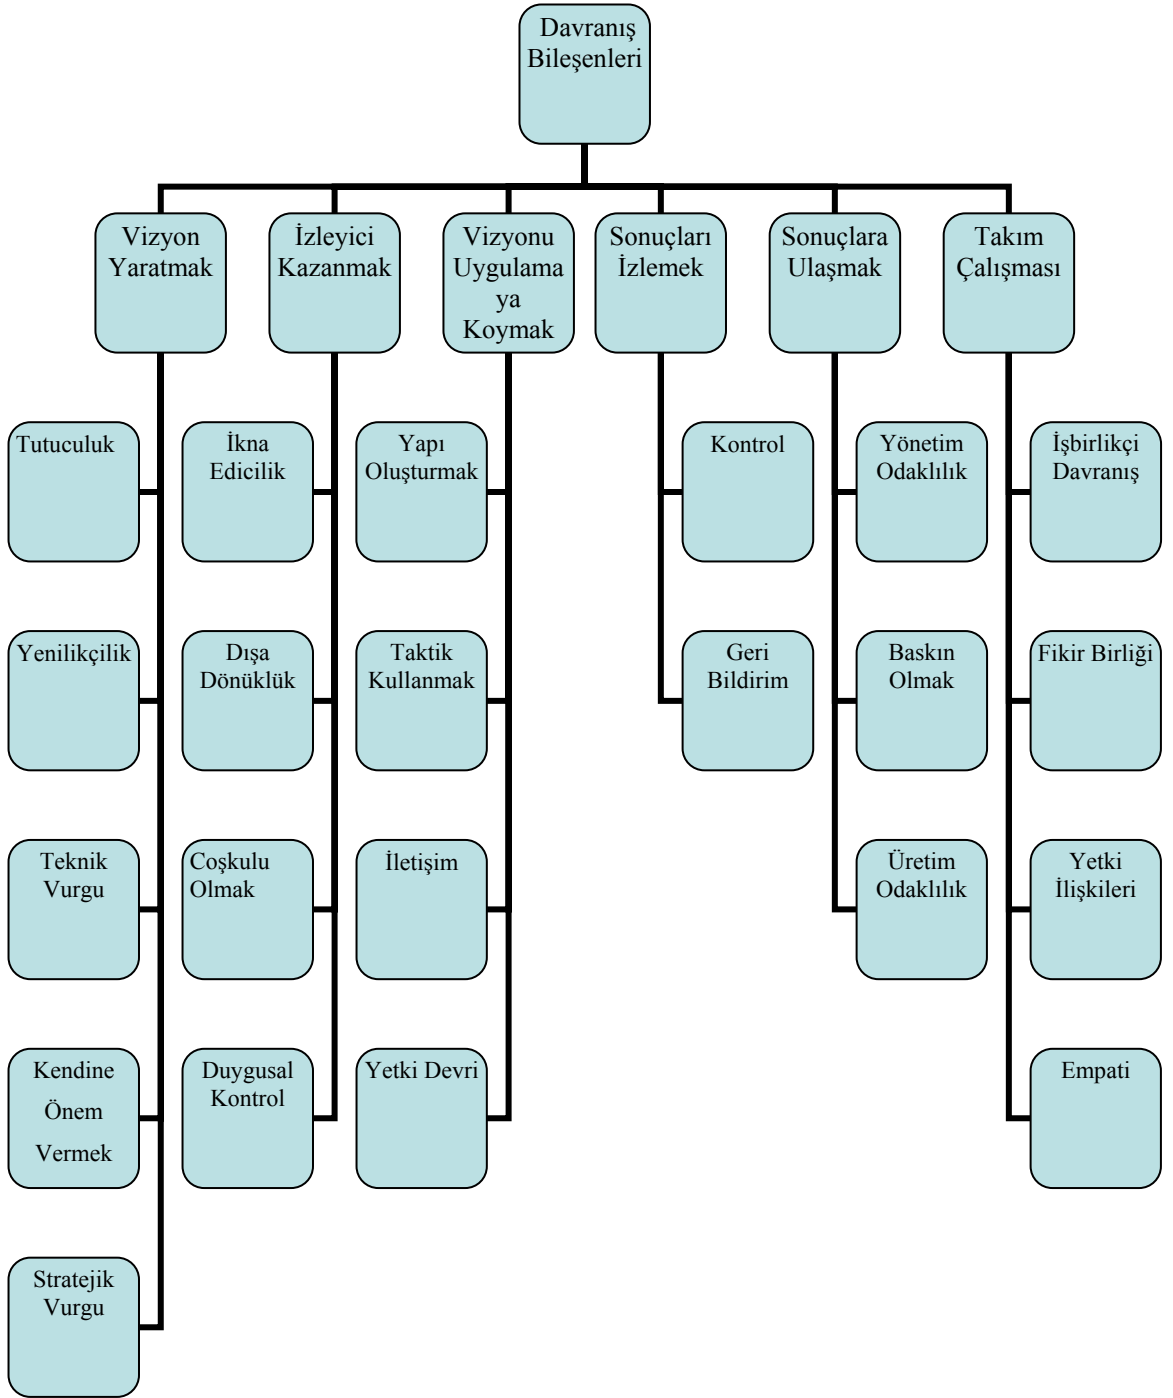 Davranış
Bileşenleri
Vizyon
Yaratmak
İzleyici
Kazanmak
Vizyonu
Uygulama
ya
Koymak
Sonuçları
İzlemek
Sonuçlara
Ulaşmak
Takım
Çalışması
Tutuculuk
İkna
Edicilik
Yapı
Oluşturmak
Kontrol
Yönetim
Odaklılık
İşbirlikçi
Davranış
Yenilikçilik
Dışa
Dönüklük
Taktik
Kullanmak
Geri
Bildirim
Baskın
Olmak
Fikir Birliği
Teknik
Vurgu
Coşkulu
Olmak
İletişim
Üretim
Odaklılık
Yetki
İlişkileri
Kendine
Önem
Vermek
Duygusal
Kontrol
Yetki Devri
Empati
Stratejik
Vurgu